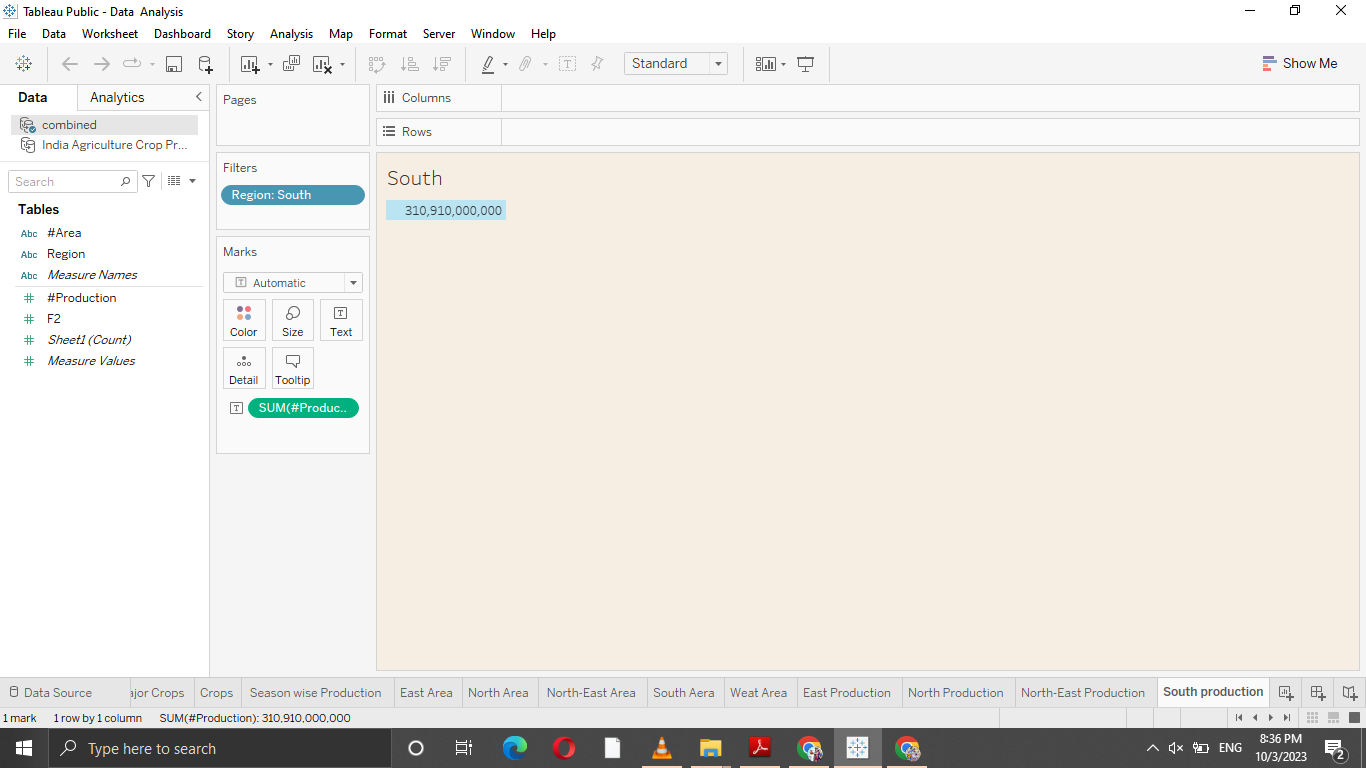 Tableau Public - Data  Analysis
File Data Worksheet Dashboard Story Analysis Map Format Server Window Help
Standard
Show Me
Data Analytics
combined
India Agriculture Crop Pr...
Search
Tables
Abc #Area
Abc Region
Abc Measure Names
# #Production
# F2
# Sheet1 (Count)
# Measure Values
Pages
Filters
Region: South
Marks
T Automatic
Color Size Text
Detail Tooltip
T SUM(#Produc..
Columns
Rows
South
310,910,000,000
Data Source ajor Crops Crops Season wise Production East Area North Area North-East Area South Aera Weat Area East Production North Production North-East Production South production
1 mark 1 row by 1 column SUM(#Production): 310,910,000,000
Type here to search
ENG
8:36 PM
10/3/2023
2